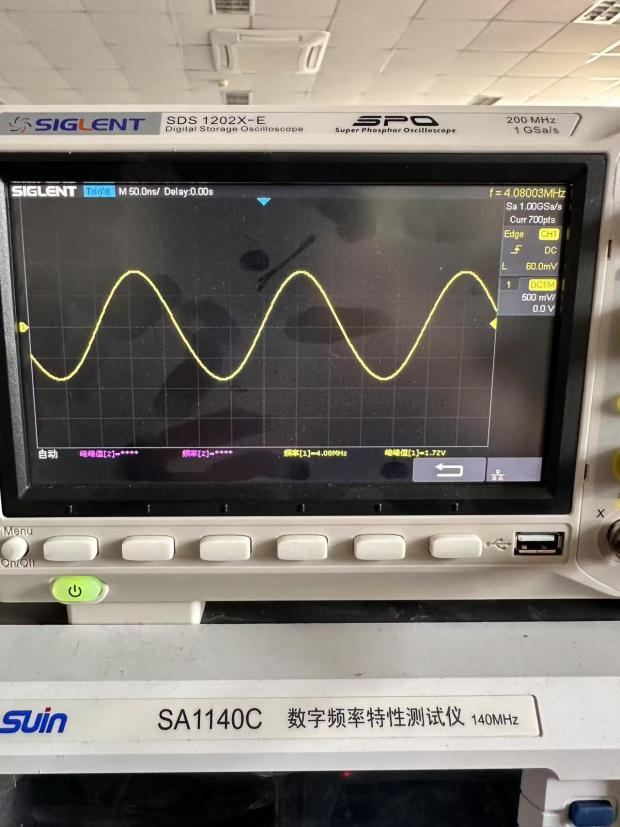 SIGLENT SDS 1202X-E
Digital Storage Oscilloscope
SPO
Super Phosphor Oscilloscope
200 MHz
1 GSa/s
SIGLENT Trig'd M 50.0ns/ Delay:0.00s f = 4.08003MHz
Sa 1.00GSa/s
Curr 700pts
Edge CH1
DC
L 60.0mV
1 DC1M
500 mV/
0.0 V
自动 峰峰值[2]=**** 频率[2]=**** 频率[1]=4.08MHz 峰峰值[1]=1.72V
Menu
On/Off
X
Suin SA1140C 数字频率特性测试仪 140MHz